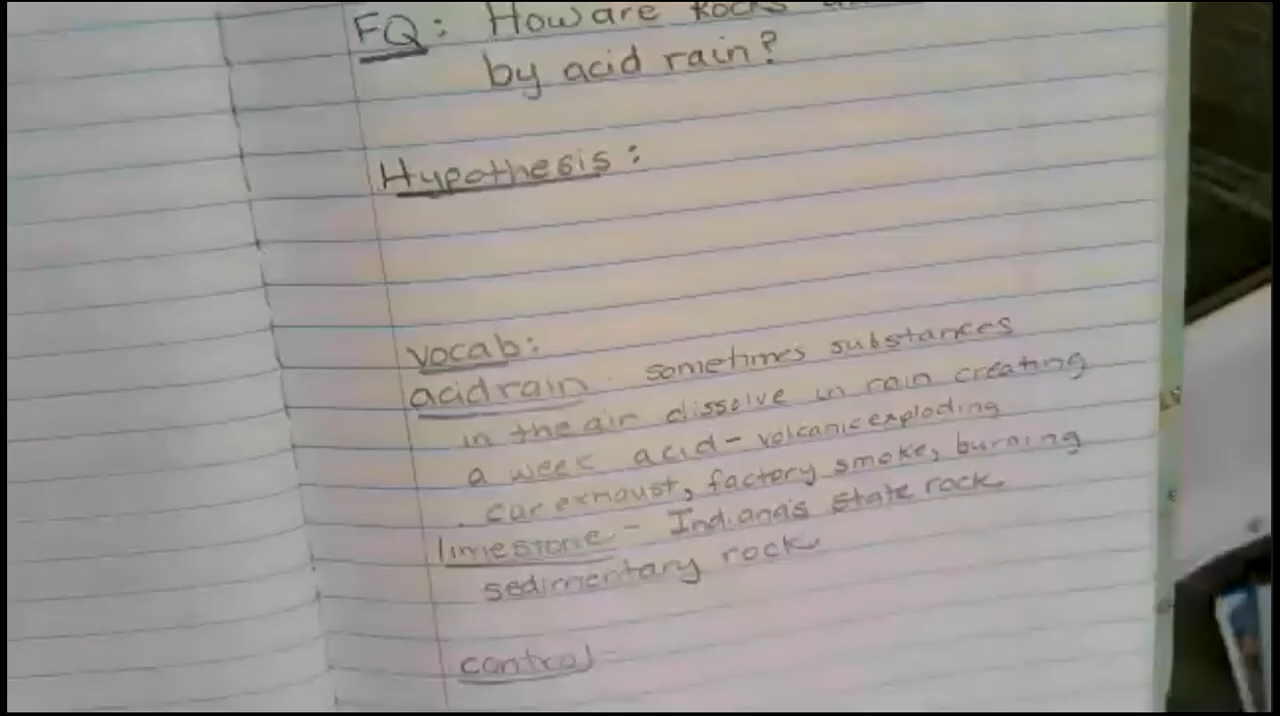 FQ: How are Rocks
by acid rain?
Hypothesis:
vocab:
acid rain - sometimes substances
in the air dissolve in rain creating
a week acid - volcanic exploding
car exhaust, factory smoke, burning
limestone - Indiana's state rock
sedimentary rock
control -